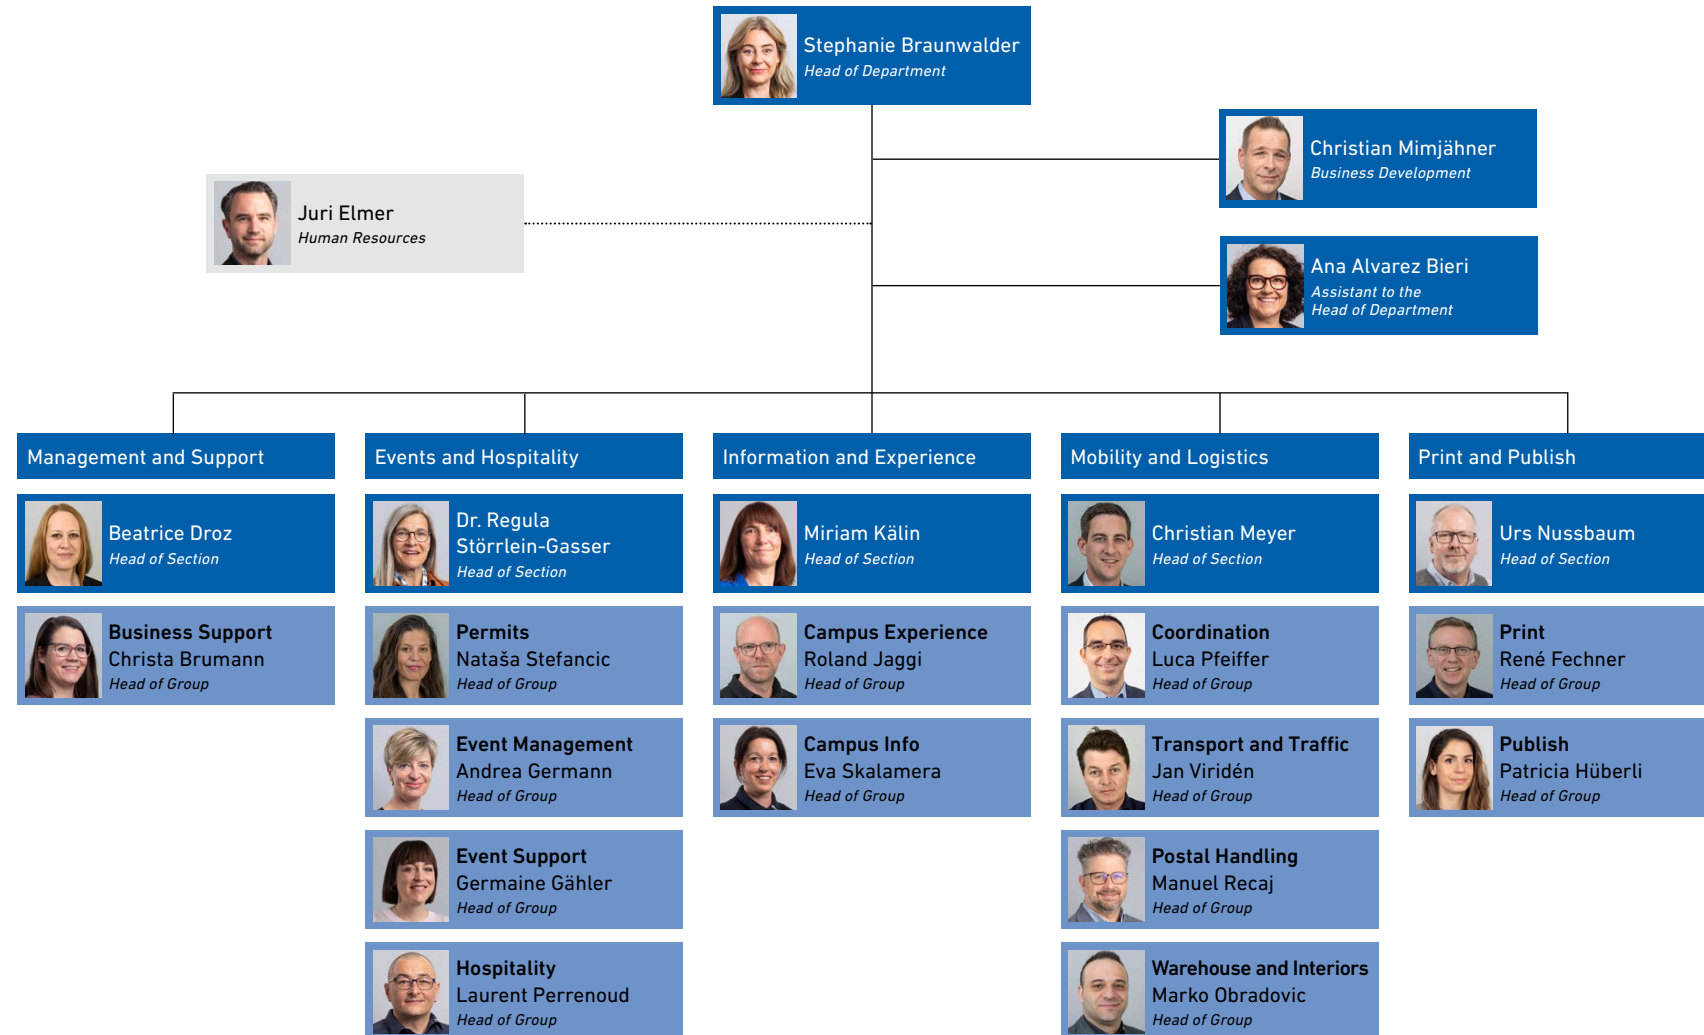 Stephanie Braunwalder
Head of Department
Christian Mimjähner
Business Development
Juri Elmer
Human Resources
Ana Alvarez Bieri
Assistant to the
Head of Department
Management and Support
Beatrice Droz
Head of Section
Business Support
Christa Brumann
Head of Group
Events and Hospitality
Dr. Regula
Störrlein-Gasser
Head of Section
Permits
Nataša Stefancic
Head of Group
Event Management
Andrea Germann
Head of Group
Event Support
Germaine Gähler
Head of Group
Hospitality
Laurent Perrenoud
Head of Group
Information and Experience
Miriam Kälin
Head of Section
Campus Experience
Roland Jaggi
Head of Group
Campus Info
Eva Skalamera
Head of Group
Mobility and Logistics
Christian Meyer
Head of Section
Coordination
Luca Pfeiffer
Head of Group
Transport and Traffic
Jan Viridén
Head of Group
Postal Handling
Manuel Recaj
Head of Group
Warehouse and Interiors
Marko Obradovic
Head of Group
Print and Publish
Urs Nussbaum
Head of Section
Print
René Fechner
Head of Group
Publish
Patricia Hüberli
Head of Group